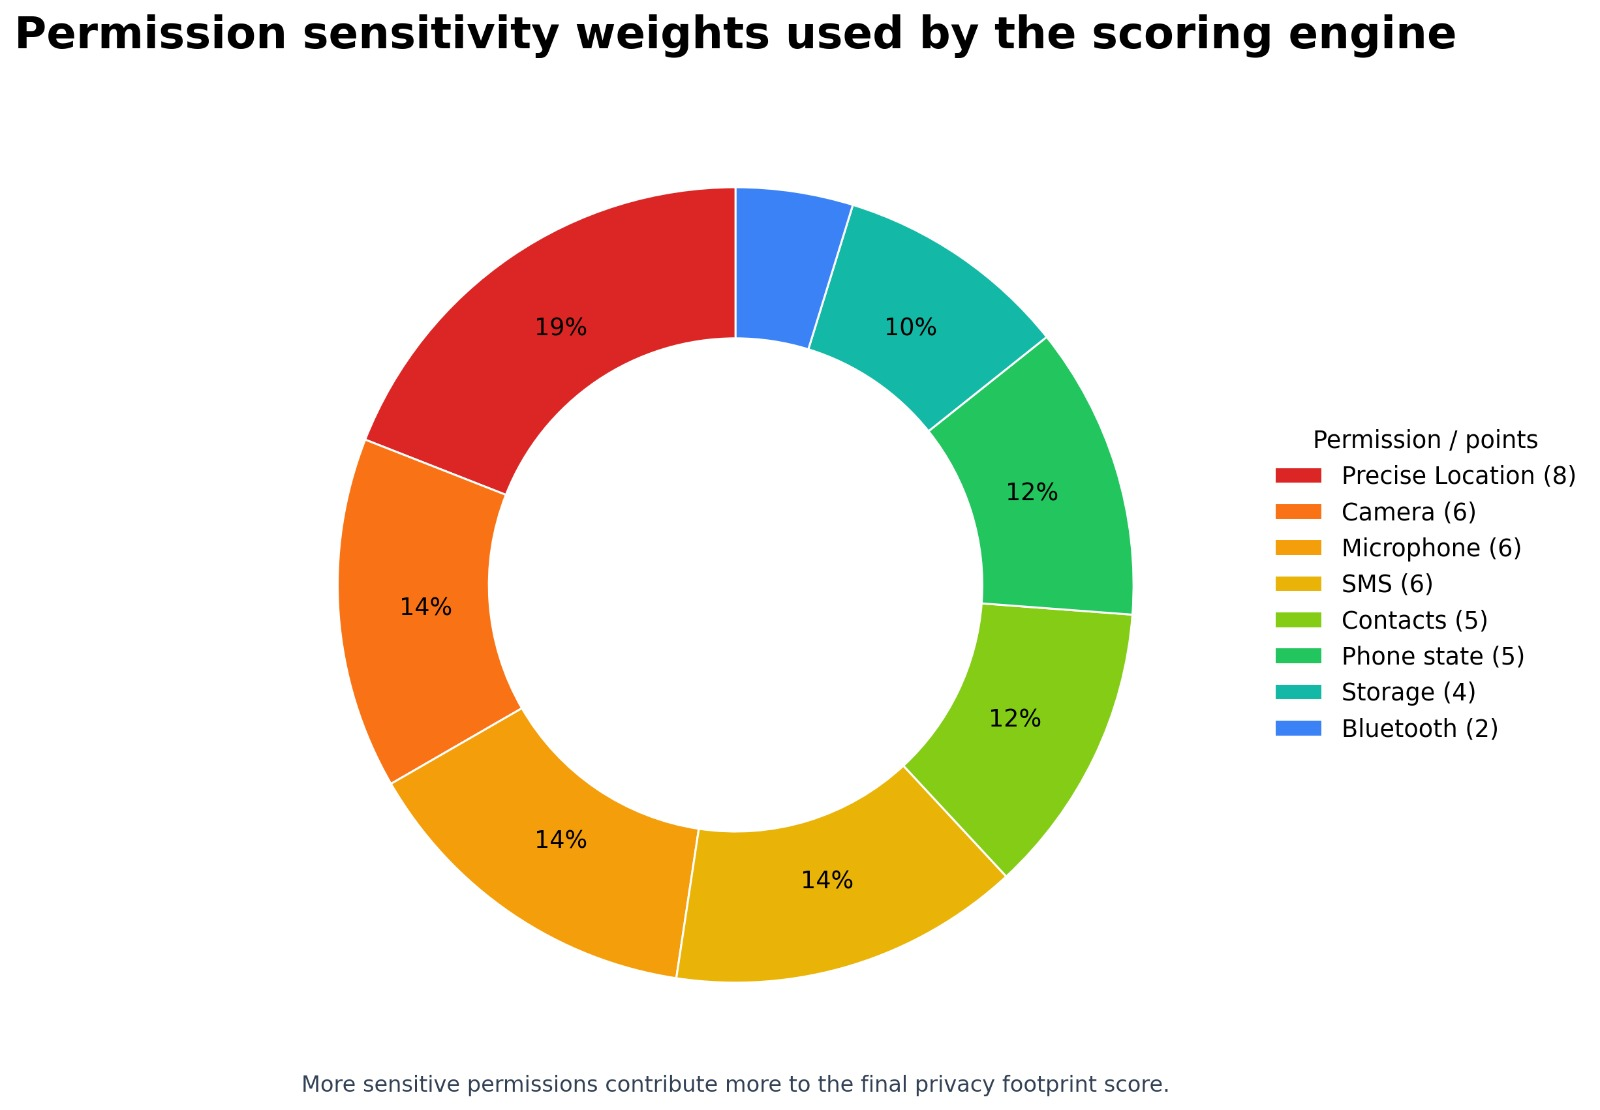 Permission sensitivity weights used by the scoring engine
19%
10%
12%
14%
12%
14%
14%
Permission / points
Precise Location (8)
Camera (6)
Microphone (6)
SMS (6)
Contacts (5)
Phone state (5)
Storage (4)
Bluetooth (2)
More sensitive permissions contribute more to the final privacy footprint score.